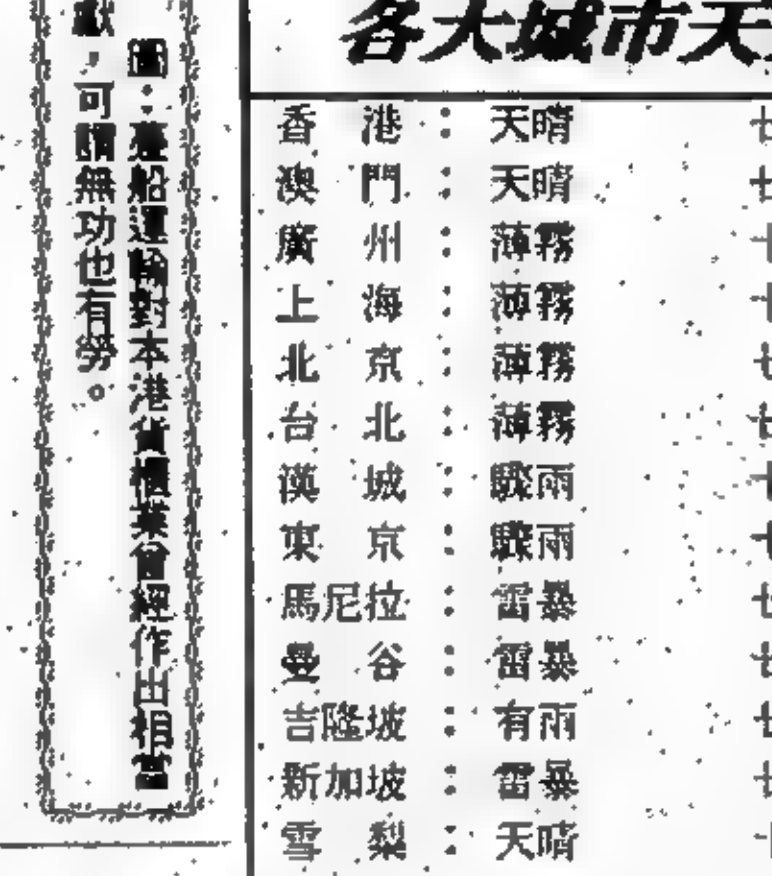 各大城市天
香港：天晴
澳門：天晴
廣州：薄霧
上海：薄霧
北京：薄霧
台北：薄霧
漢城：驟雨
東京：驟雨
馬尼拉：雷暴
曼谷：雷暴
吉隆坡：有雨
新加坡：雷暴
雪梨：天晴
圖：躉船運輸對本港貨櫃業曾經作出相當
獻，可謂無功也有勞。